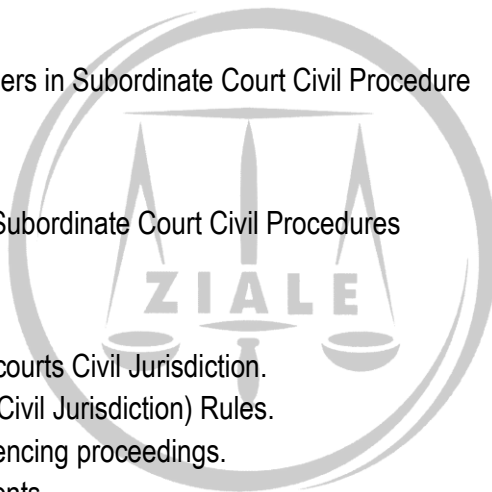 ers in Subordinate Court Civil Procedure
Subordinate Court Civil Procedures
ZIALE
courts Civil Jurisdiction.
Civil Jurisdiction) Rules.
encing proceedings.